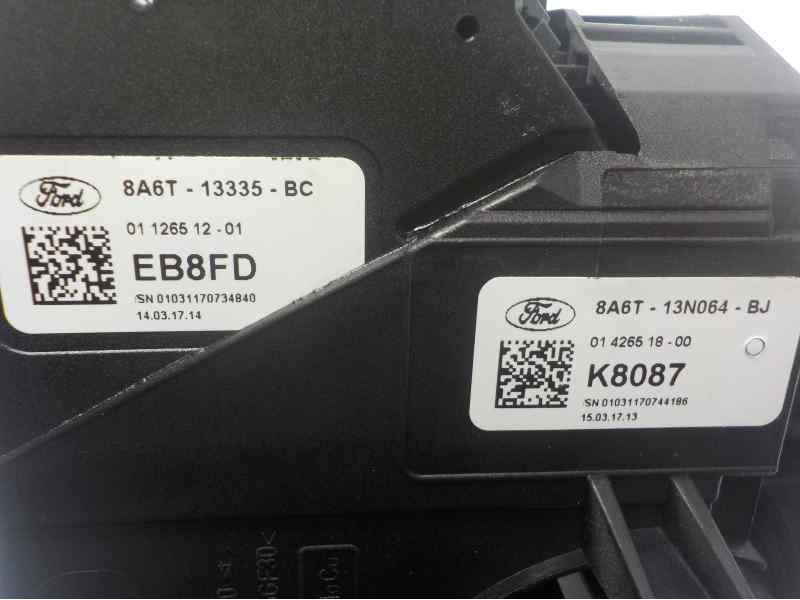 Ford
8A6T - 13335 - BC
01 1265 12 - 01
EB8FD
/SN 01031170734840
14.03.17.14
Ford
8A6T - 13N064 - BJ
01 4265 18 - 00
K8087
/SN 01031170744186
15.03.17.13